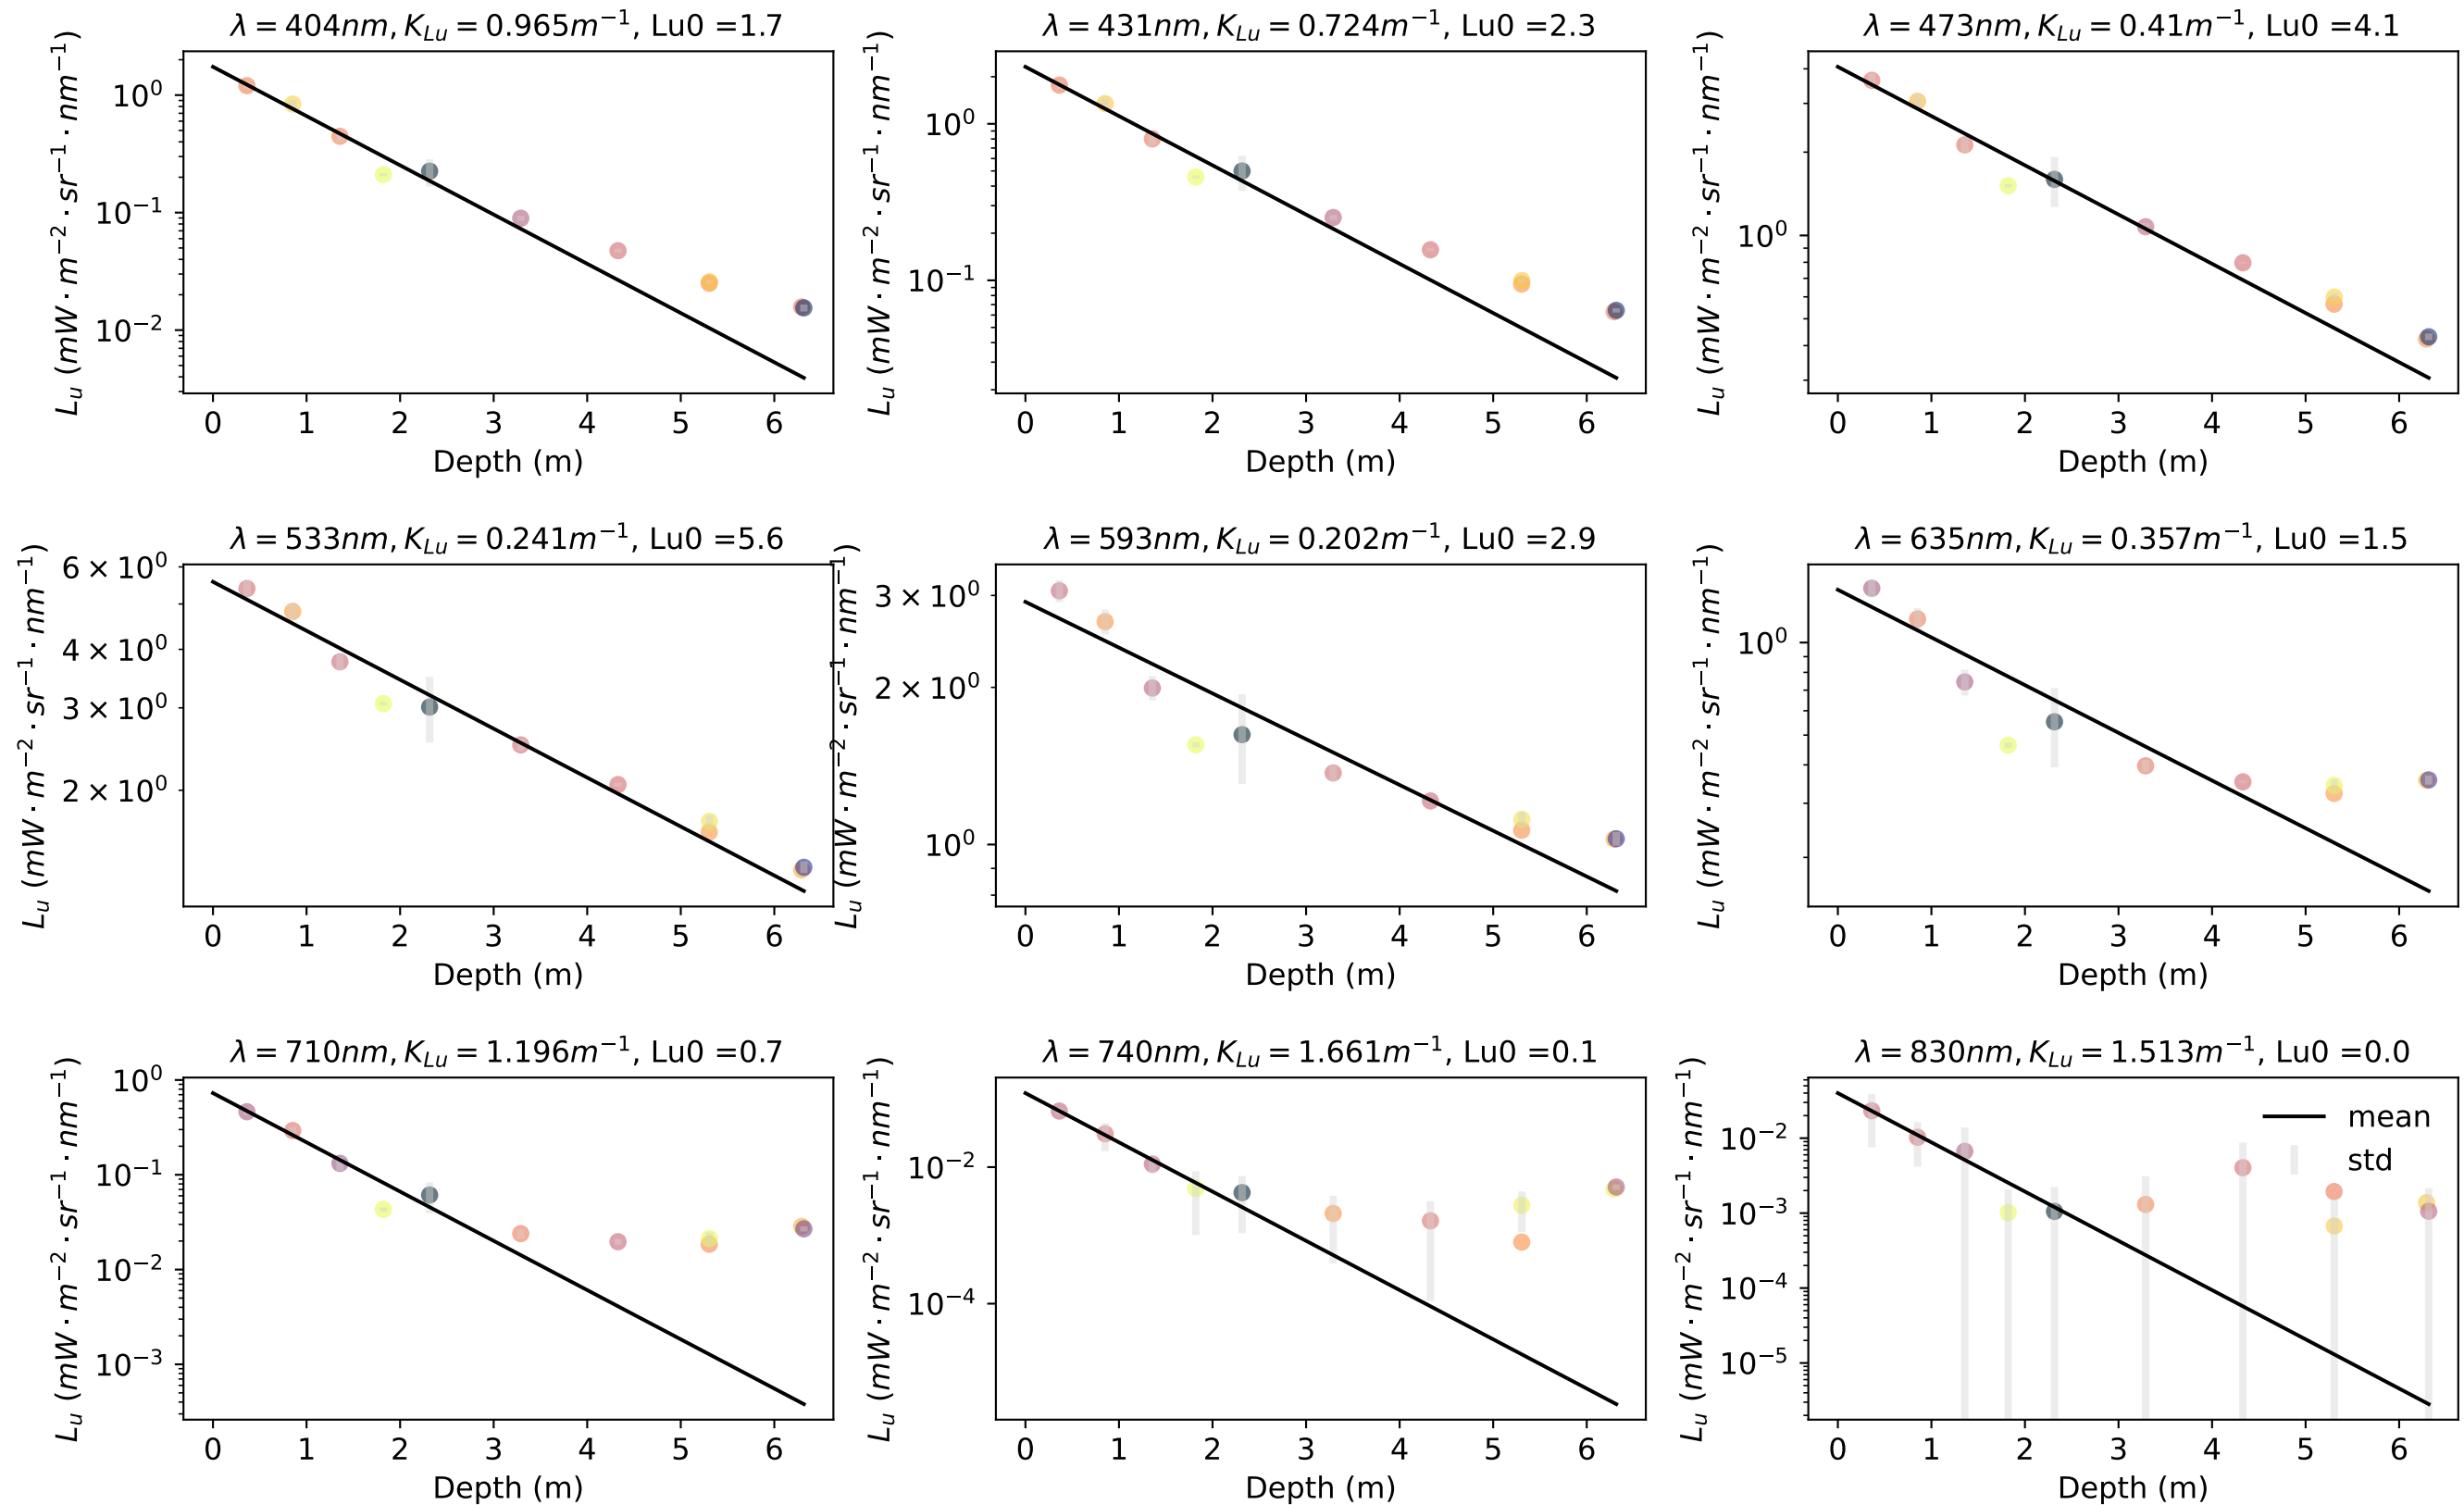 λ = 404nm, K_Lu = 0.965m⁻¹, Lu0 =1.7
L_u (mW · m⁻² · sr⁻¹ · nm⁻¹)
10⁰
10⁻¹
10⁻²
0 1 2 3 4 5 6
Depth (m)
λ = 431nm, K_Lu = 0.724m⁻¹, Lu0 =2.3
L_u (mW · m⁻² · sr⁻¹ · nm⁻¹)
10⁰
10⁻¹
0 1 2 3 4 5 6
Depth (m)
λ = 473nm, K_Lu = 0.41m⁻¹, Lu0 =4.1
L_u (mW · m⁻² · sr⁻¹ · nm⁻¹)
10⁰
0 1 2 3 4 5 6
Depth (m)
λ = 533nm, K_Lu = 0.241m⁻¹, Lu0 =5.6
L_u (mW · m⁻² · sr⁻¹ · nm⁻¹)
6 × 10⁰
4 × 10⁰
3 × 10⁰
2 × 10⁰
0 1 2 3 4 5 6
Depth (m)
λ = 593nm, K_Lu = 0.202m⁻¹, Lu0 =2.9
L_u (mW · m⁻² · sr⁻¹ · nm⁻¹)
3 × 10⁰
2 × 10⁰
10⁰
0 1 2 3 4 5 6
Depth (m)
λ = 635nm, K_Lu = 0.357m⁻¹, Lu0 =1.5
L_u (mW · m⁻² · sr⁻¹ · nm⁻¹)
10⁰
0 1 2 3 4 5 6
Depth (m)
λ = 710nm, K_Lu = 1.196m⁻¹, Lu0 =0.7
L_u (mW · m⁻² · sr⁻¹ · nm⁻¹)
10⁰
10⁻¹
10⁻²
10⁻³
0 1 2 3 4 5 6
Depth (m)
λ = 740nm, K_Lu = 1.661m⁻¹, Lu0 =0.1
L_u (mW · m⁻² · sr⁻¹ · nm⁻¹)
10⁻²
10⁻⁴
0 1 2 3 4 5 6
Depth (m)
λ = 830nm, K_Lu = 1.513m⁻¹, Lu0 =0.0
L_u (mW · m⁻² · sr⁻¹ · nm⁻¹)
10⁻²
10⁻³
10⁻⁴
10⁻⁵
mean
std
0 1 2 3 4 5 6
Depth (m)